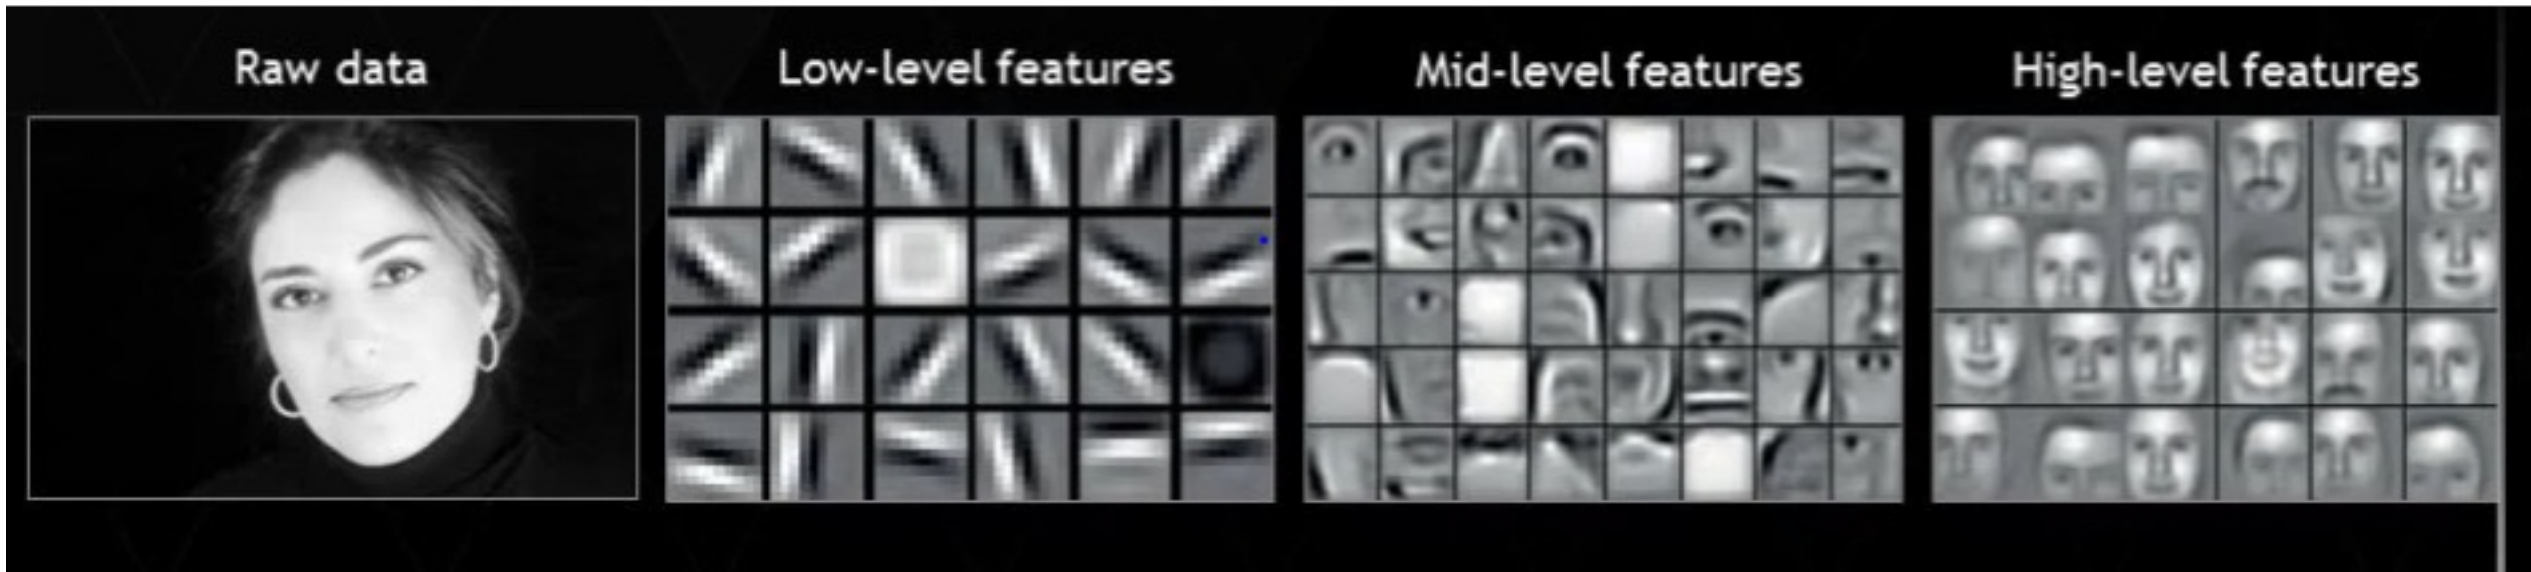 Raw data
Low-level features
Mid-level features
High-level features